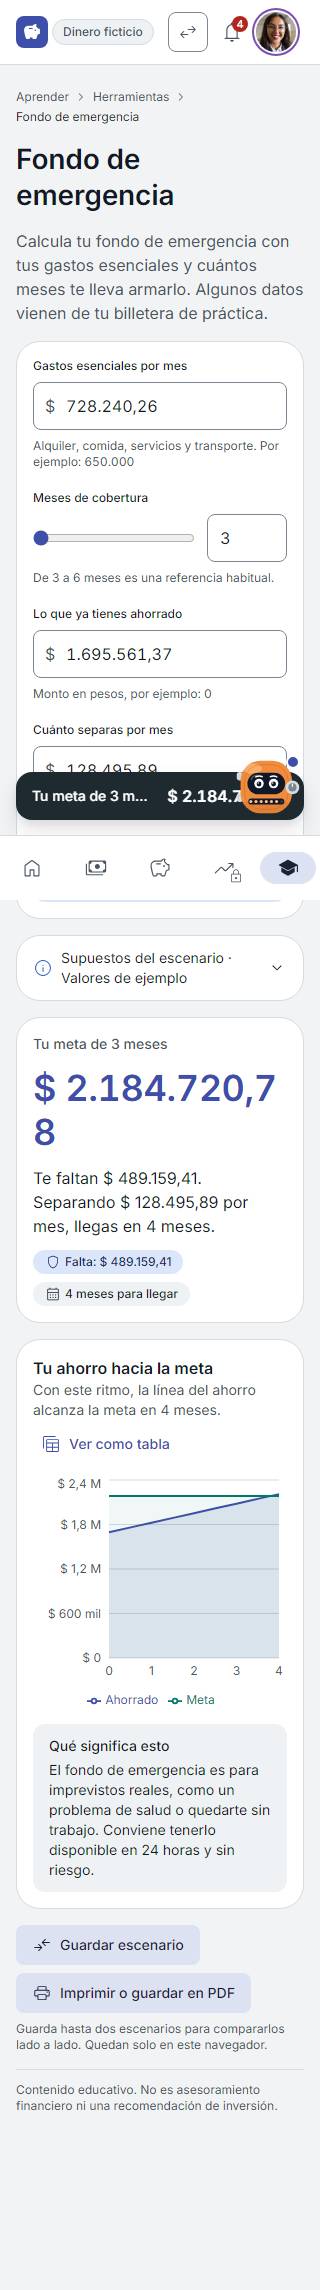 Dinero ficticio
4
Aprender > Herramientas >
Fondo de emergencia
Fondo de
emergencia
Calcula tu fondo de emergencia con
tus gastos esenciales y cuántos
meses te lleva armarlo. Algunos datos
vienen de tu billetera de práctica.
Gastos esenciales por mes
$ 728.240,26
Alquiler, comida, servicios y transporte. Por
ejemplo: 650.000
Meses de cobertura
3
De 3 a 6 meses es una referencia habitual.
Lo que ya tienes ahorrado
$ 1.695.561,37
Monto en pesos, por ejemplo: 0
Cuánto separas por mes
$ 128.495,89
Tu meta de 3 m... $ 2.184.7
Supuestos del escenario ·
Valores de ejemplo
Tu meta de 3 meses
$ 2.184.720,7
8
Te faltan $ 489.159,41.
Separando $ 128.495,89 por
mes, llegas en 4 meses.
Falta: $ 489.159,41
4 meses para llegar
Tu ahorro hacia la meta
Con este ritmo, la línea del ahorro
alcanza la meta en 4 meses.
Ver como tabla
$ 2,4 M
$ 1,8 M
$ 1,2 M
$ 600 mil
$ 0
0 1 2 3 4
Ahorrado Meta
Qué significa esto
El fondo de emergencia es para
imprevistos reales, como un
problema de salud o quedarte sin
trabajo. Conviene tenerlo
disponible en 24 horas y sin
riesgo.
Guardar escenario
Imprimir o guardar en PDF
Guarda hasta dos escenarios para compararlos
lado a lado. Quedan solo en este navegador.
Contenido educativo. No es asesoramiento
financiero ni una recomendación de inversión.